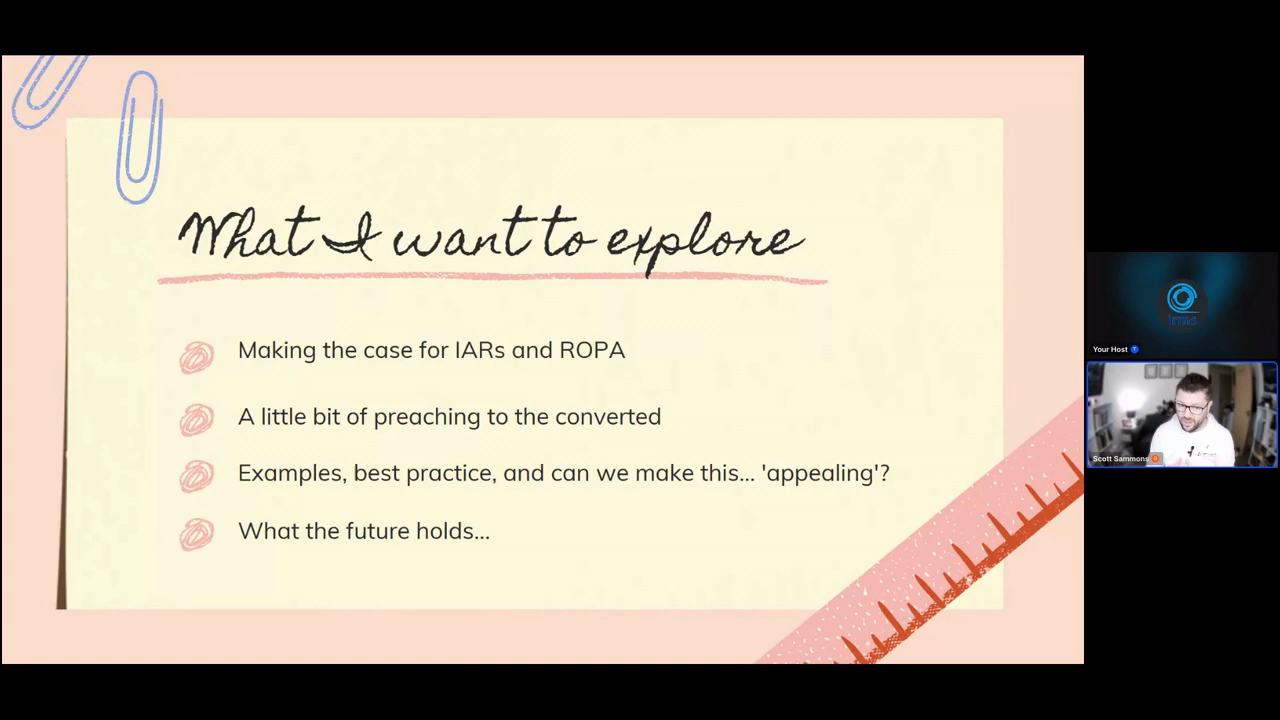 What I want to explore
Making the case for IARs and ROPA
A little bit of preaching to the converted
Examples, best prvctice, and can we make this... 'appealing'?
What the future holds...
Your Host
Scott Sammons